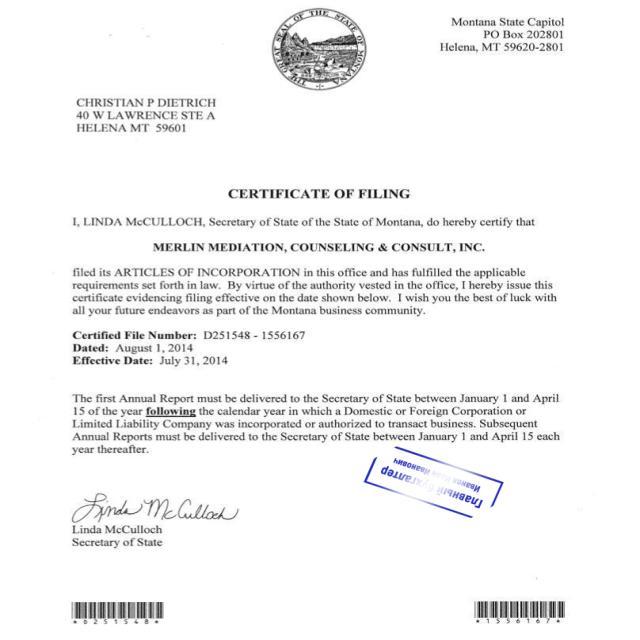 THE GREAT SEAL OF THE STATE OF MONTANA
Montana State Capitol
PO Box 202801
Helena, MT 59620-2801
CHRISTIAN P DIETRICH
40 W LAWRENCE STE A
HELENA MT 59601
CERTIFICATE OF FILING
I, LINDA McCULLOCH, Secretary of State of the State of Montana, do hereby certify that
MERLIN MEDIATION, COUNSELING & CONSULT, INC.
filed its ARTICLES OF INCORPORATION in this office and has fulfilled the applicable
requirements set forth in law. By virtue of the authority vested in the office, I hereby issue this
certificate evidencing filing effective on the date shown below. I wish you the best of luck with
all your future endeavors as part of the Montana business community.
Certified File Number: D251548 - 1556167
Dated: August 1, 2014
Effective Date: July 31, 2014
The first Annual Report must be delivered to the Secretary of State between January 1 and April
15 of the year following the calendar year in which a Domestic or Foreign Corporation or
Limited Liability Company was incorporated or authorized to transact business. Subsequent
Annual Reports must be delivered to the Secretary of State between January 1 and April 15 each
year thereafter.
Главный бухгалтер
Иванов Иван Иванович
Linda McCulloch
Linda McCulloch
Secretary of State
*6251548*
*1556167*